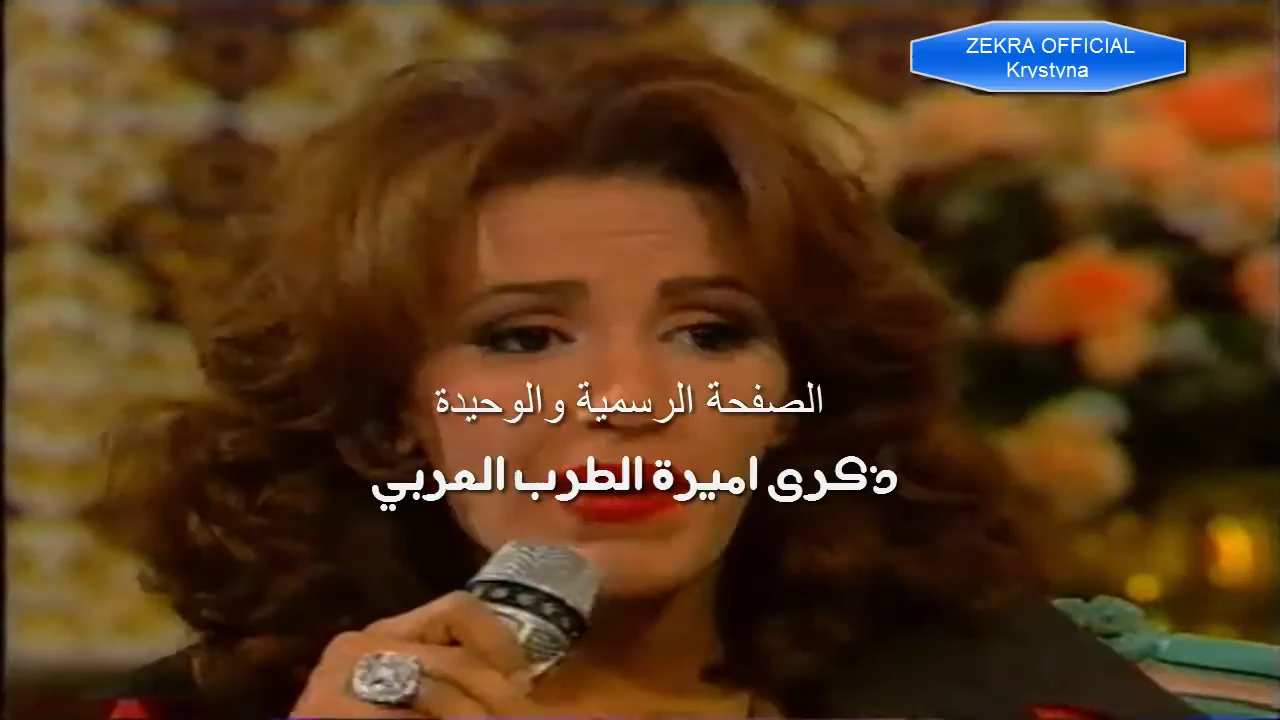 ZEKRA OFFICIAL
Krystyna
الصفحة الرسمية والوحيدة
ذكرى اميرة الطرب العربي